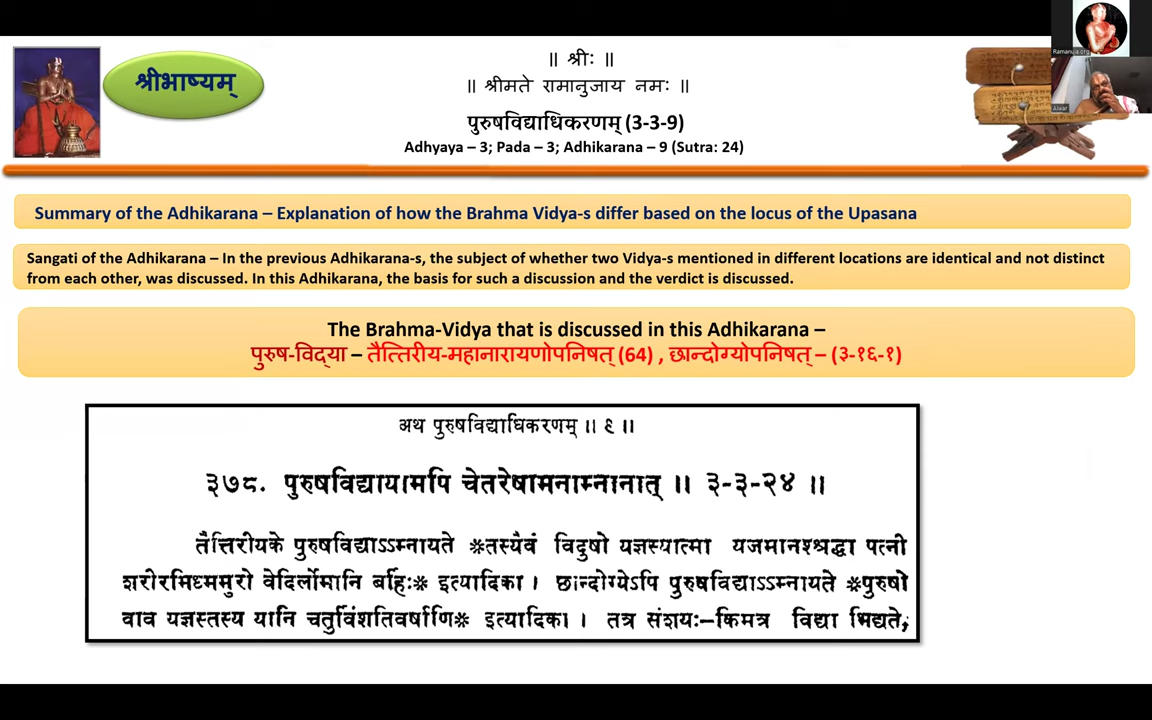 श्रीभाष्यम्
॥ श्रीः ॥
॥ श्रीमते रामानुजाय नमः ॥
पुरुषविद्याधिकरणम् (3-3-9)
Adhyaya – 3; Pada – 3; Adhikarana – 9 (Sutra: 24)
Ramanuja.org
Alwar
Summary of the Adhikarana – Explanation of how the Brahma Vidya-s differ based on the locus of the Upasana
Sangati of the Adhikarana – In the previous Adhikarana-s, the subject of whether two Vidya-s mentioned in different locations are identical and not distinct
from each other, was discussed. In this Adhikarana, the basis for such a discussion and the verdict is discussed.
The Brahma-Vidya that is discussed in this Adhikarana –
पुरुष-विद्या – तैत्तिरीय-महानारायणोपनिषत् (64) , छान्दोग्योपनिषत् – (३-१६-१)
अथ पुरुषविद्याधिकरणम् ॥ ९ ॥
३७८. पुरुषविद्यायामपि चेतरेषामनाम्नानात् ॥ ३-३-२४ ॥
तैत्तिरीयके पुरुषविद्याऽऽम्नायते *तस्यैवं विदुषो यज्ञस्यात्मा यजमानश्श्रद्धा पत्नी
शरीरमिध्ममुरो वेदिर्लोमानि बर्हिः* इत्यादिका । छान्दोग्येऽपि पुरुषविद्याऽऽम्नायते *पुरुषो
वाव यज्ञस्तस्य यानि चतुर्विंशतिवर्षाणि* इत्यादिका । तत्र संशयः–किमत्र विद्या भिद्यते,